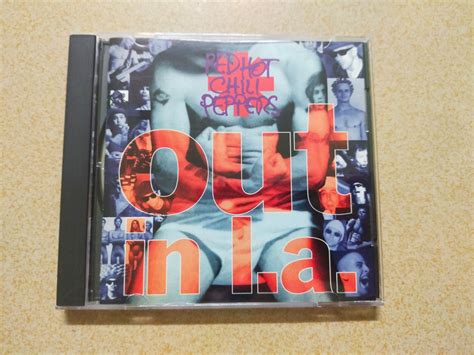 RED HOT
CHILI
PEPPERS
out
in l.a.